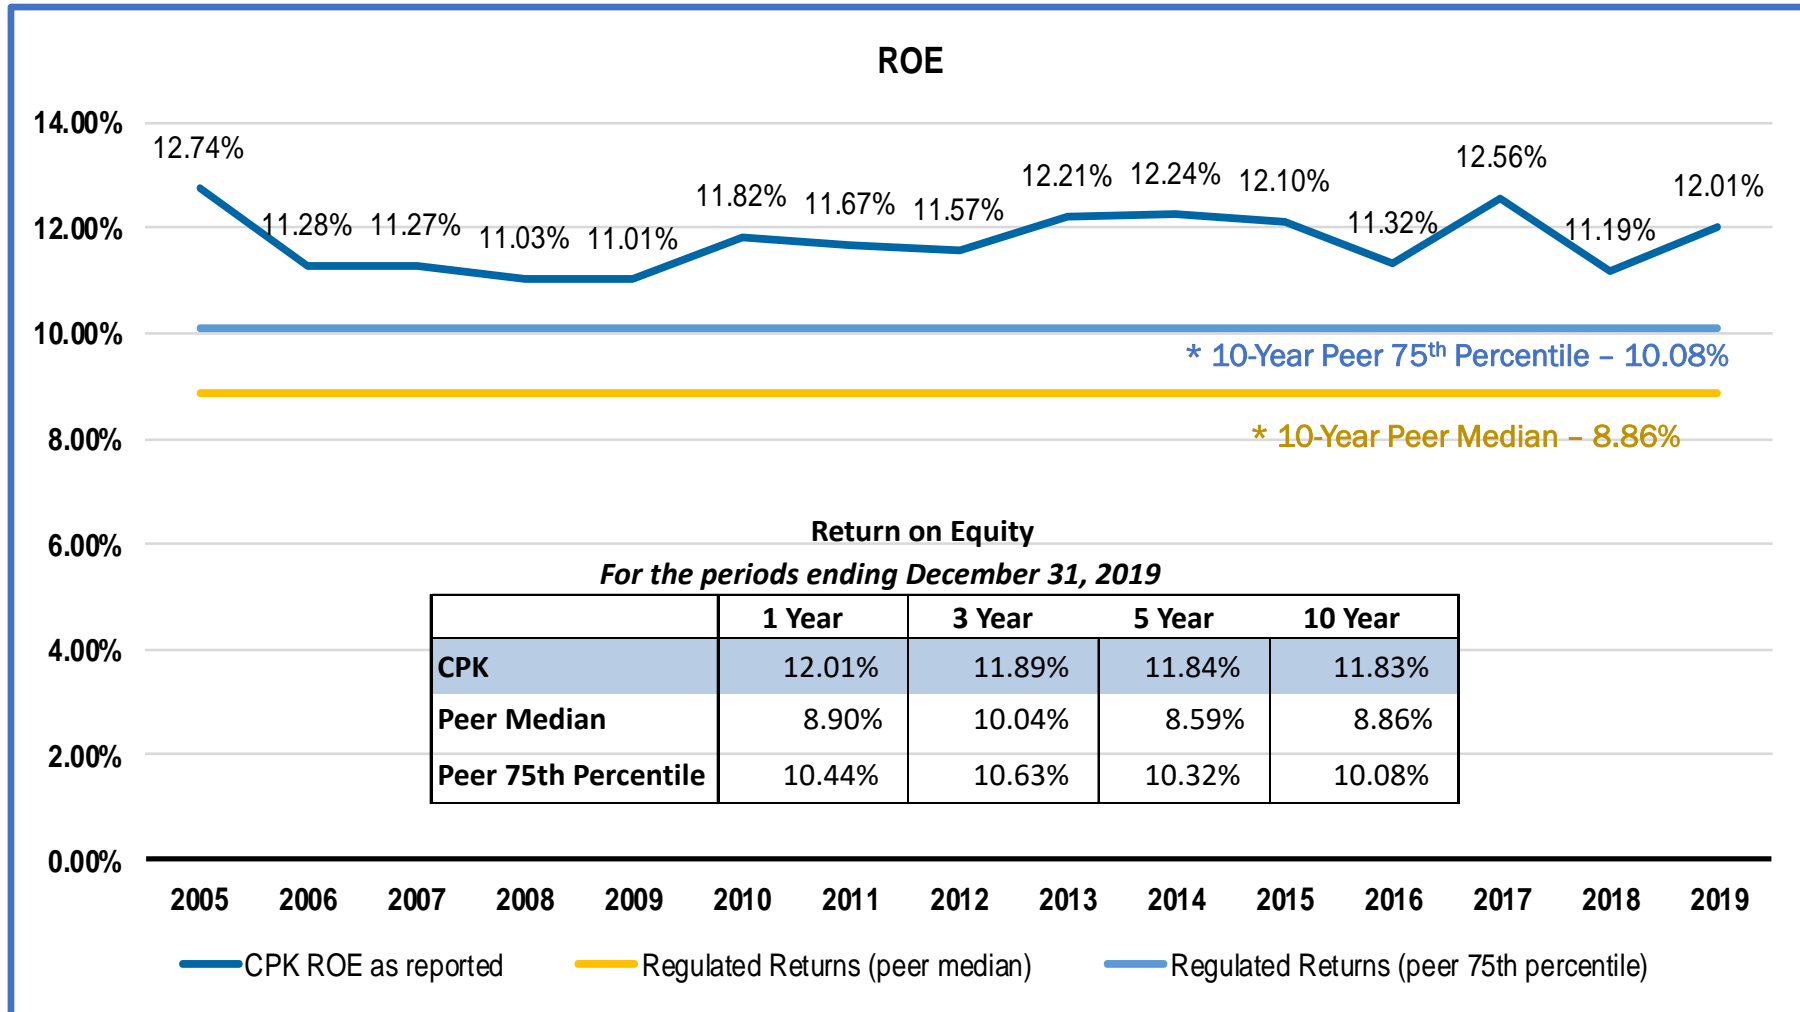 ROE
14.00%
12.00%
10.00%
8.00%
6.00%
4.00%
2.00%
0.00%
12.74% 11.28% 11.27% 11.03% 11.01% 11.82% 11.67% 11.57% 12.21% 12.24% 12.10% 11.32% 12.56% 11.19% 12.01%
* 10-Year Peer 75th Percentile – 10.08%
* 10-Year Peer Median – 8.86%
Return on Equity
For the periods ending December 31, 2019
1 Year 3 Year 5 Year 10 Year
CPK 12.01% 11.89% 11.84% 11.83%
Peer Median 8.90% 10.04% 8.59% 8.86%
Peer 75th Percentile 10.44% 10.63% 10.32% 10.08%
2005 2006 2007 2008 2009 2010 2011 2012 2013 2014 2015 2016 2017 2018 2019
CPK ROE as reported Regulated Returns (peer median) Regulated Returns (peer 75th percentile)